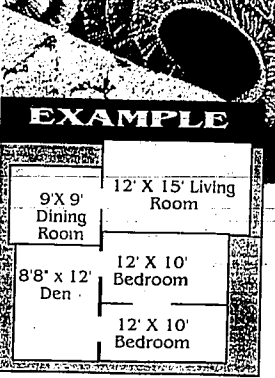 EXAMPLE
12' X 15' Living
Room
9'X 9'
Dining
Room
12' X 10'
Bedroom
8'8" x 12'
Den
12' X 10'
Bedroom